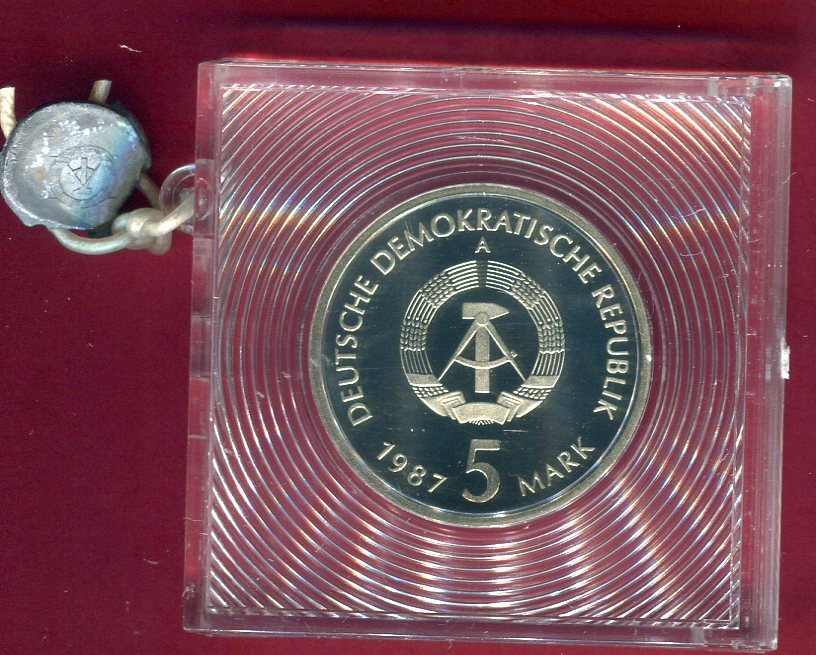 DEUTSCHE DEMOKRATISCHE REPUBLIK
A
1987 5 MARK